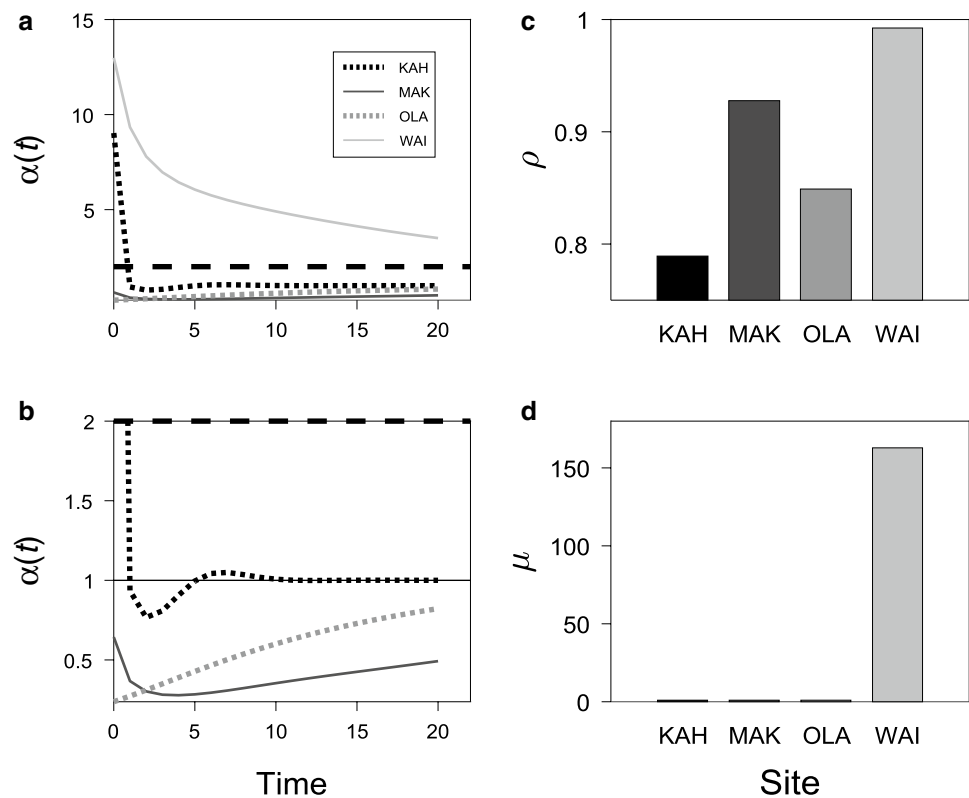 a
15
10
5
α(t)
0 5 10 15 20
KAH
MAK
OLA
WAI
b
2
1.5
1
0.5
α(t)
0 5 10 15 20
Time
c
1
0.9
0.8
ρ
KAH MAK OLA WAI
d
150
100
50
0
μ
KAH MAK OLA WAI
Site